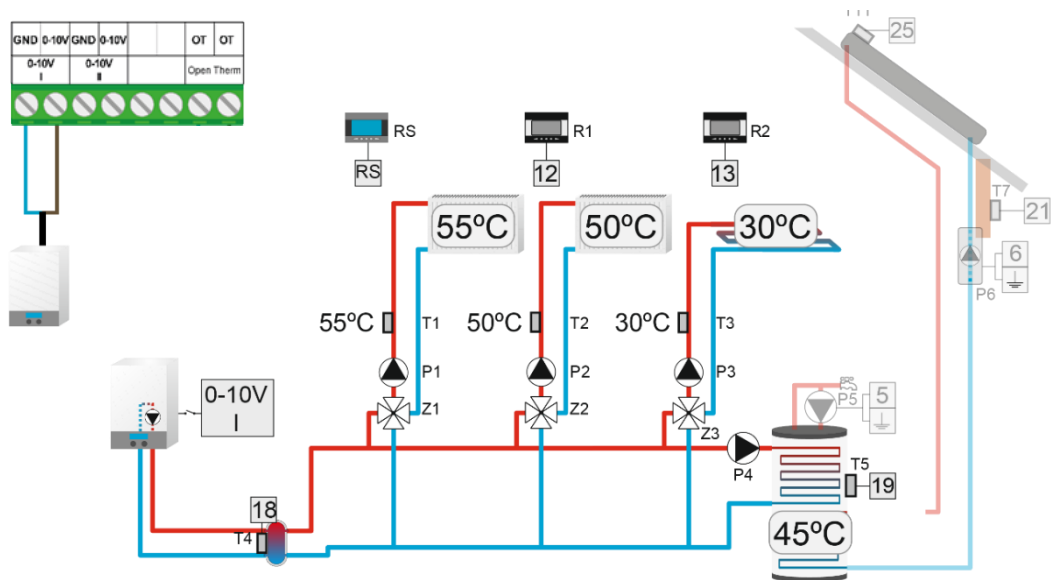 GND 0-10V GND 0-10V OT OT
0-10V 0-10V Open Therm
I II
25
RS R1 R2
RS 12 13
T7
21
55ºC 50ºC 30ºC
6
P6
55ºC T1 50ºC T2 30ºC T3
P1 P2 P3
0-10V
I
P5 5
Z1 Z2 Z3
P4
T5
19
18
T4
45ºC